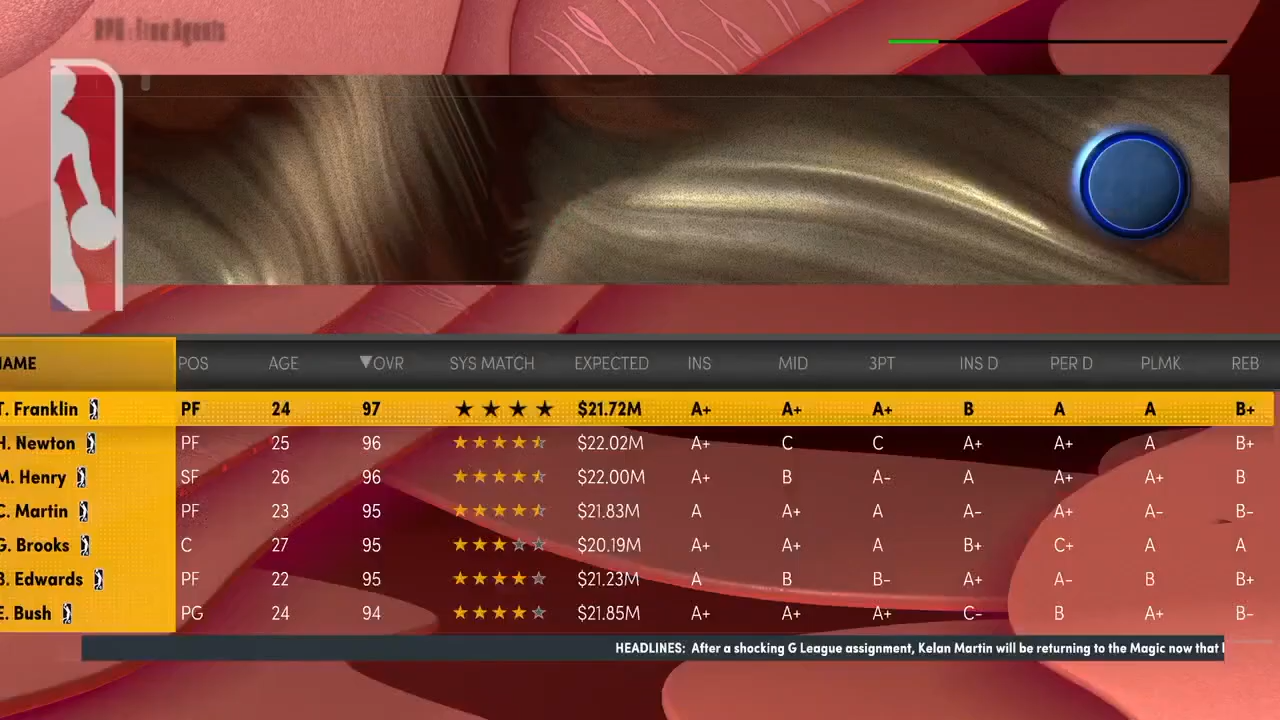 Free Agents
NAME POS AGE ▼OVR SYS MATCH EXPECTED INS MID 3PT INS D PER D PLMK REB
T. Franklin PF 24 97 ★★★★ $21.72M A+ A+ A+ B A A B+
H. Newton PF 25 96 $22.02M A+ C C A+ A+ A B+
M. Henry SF 26 96 $22.00M A+ B A- A A+ A+ B
C. Martin PF 23 95 $21.83M A A+ A A- A+ A- B-
G. Brooks C 27 95 $20.19M A+ A+ A B+ C+ A A
B. Edwards PF 22 95 $21.23M A B B- A+ A- B B+
E. Bush PG 24 94 $21.85M A+ A+ A+ C- B A+ B-
HEADLINES: After a shocking G League assignment, Kelan Martin will be returning to the Magic now that